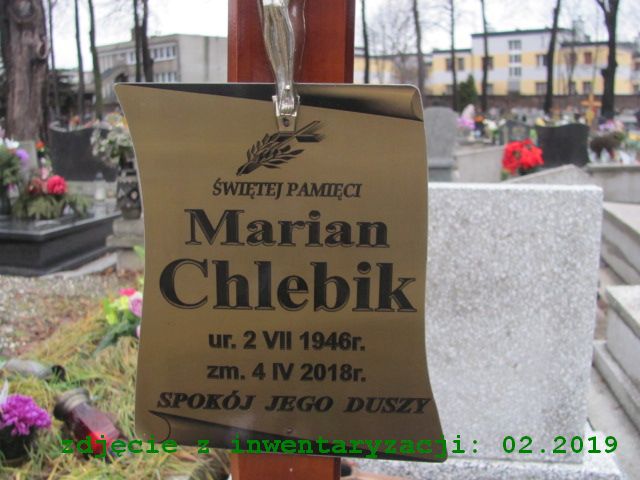 ŚWIĘTEJ PAMIĘCI
Marian
Chlebik
ur. 2 VII 1946r.
zm. 4 IV 2018r.
SPOKÓJ JEGO DUSZY
zdjęcie z inwentaryzacji: 02.2019